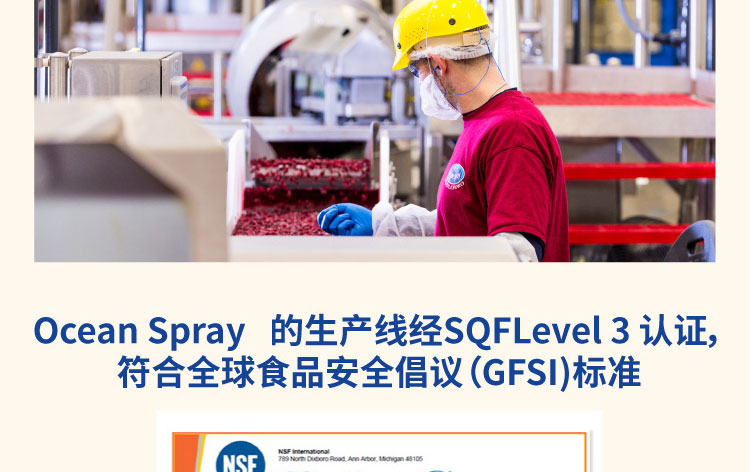 Ocean Spray 的生产线经SQFLevel 3 认证,
符合全球食品安全倡议(GFSI)标准
NSF International
789 North Dixboro Road, Ann Arbor, Michigan 48105
NSF